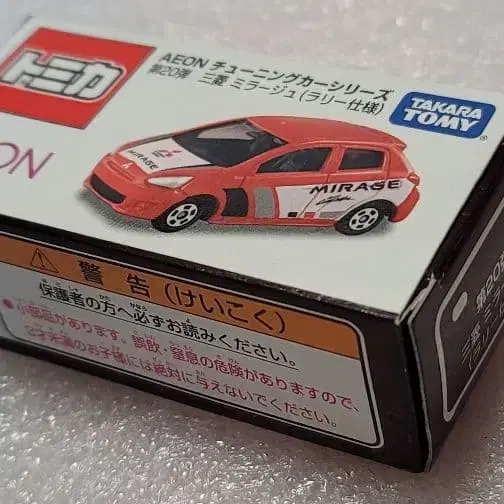 トミカ
AEON チューニングカーシリーズ
第20弾 三菱 ミラージュ(ラリー仕様)
TAKARA
TOMY
MIRAGE
MIRAGE
ON
警告(けいこく)
保護者の方へ必ずお読みください。
●小部品があります。誤飲・窒息の危険がありますので、
2才未満のお子様には絶対に与えないでください。
第20